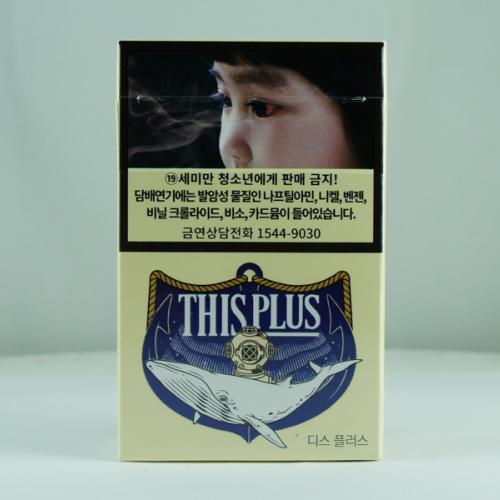 ⑲세미만 청소년에게 판매 금지!
담배연기에는 발암성 물질인 나프틸아민, 니켈, 벤젠,
비닐 크롤라이드, 비소, 카드뮴이 들어있습니다.
금연상담전화 1544-9030
THIS PLUS
디스 플러스